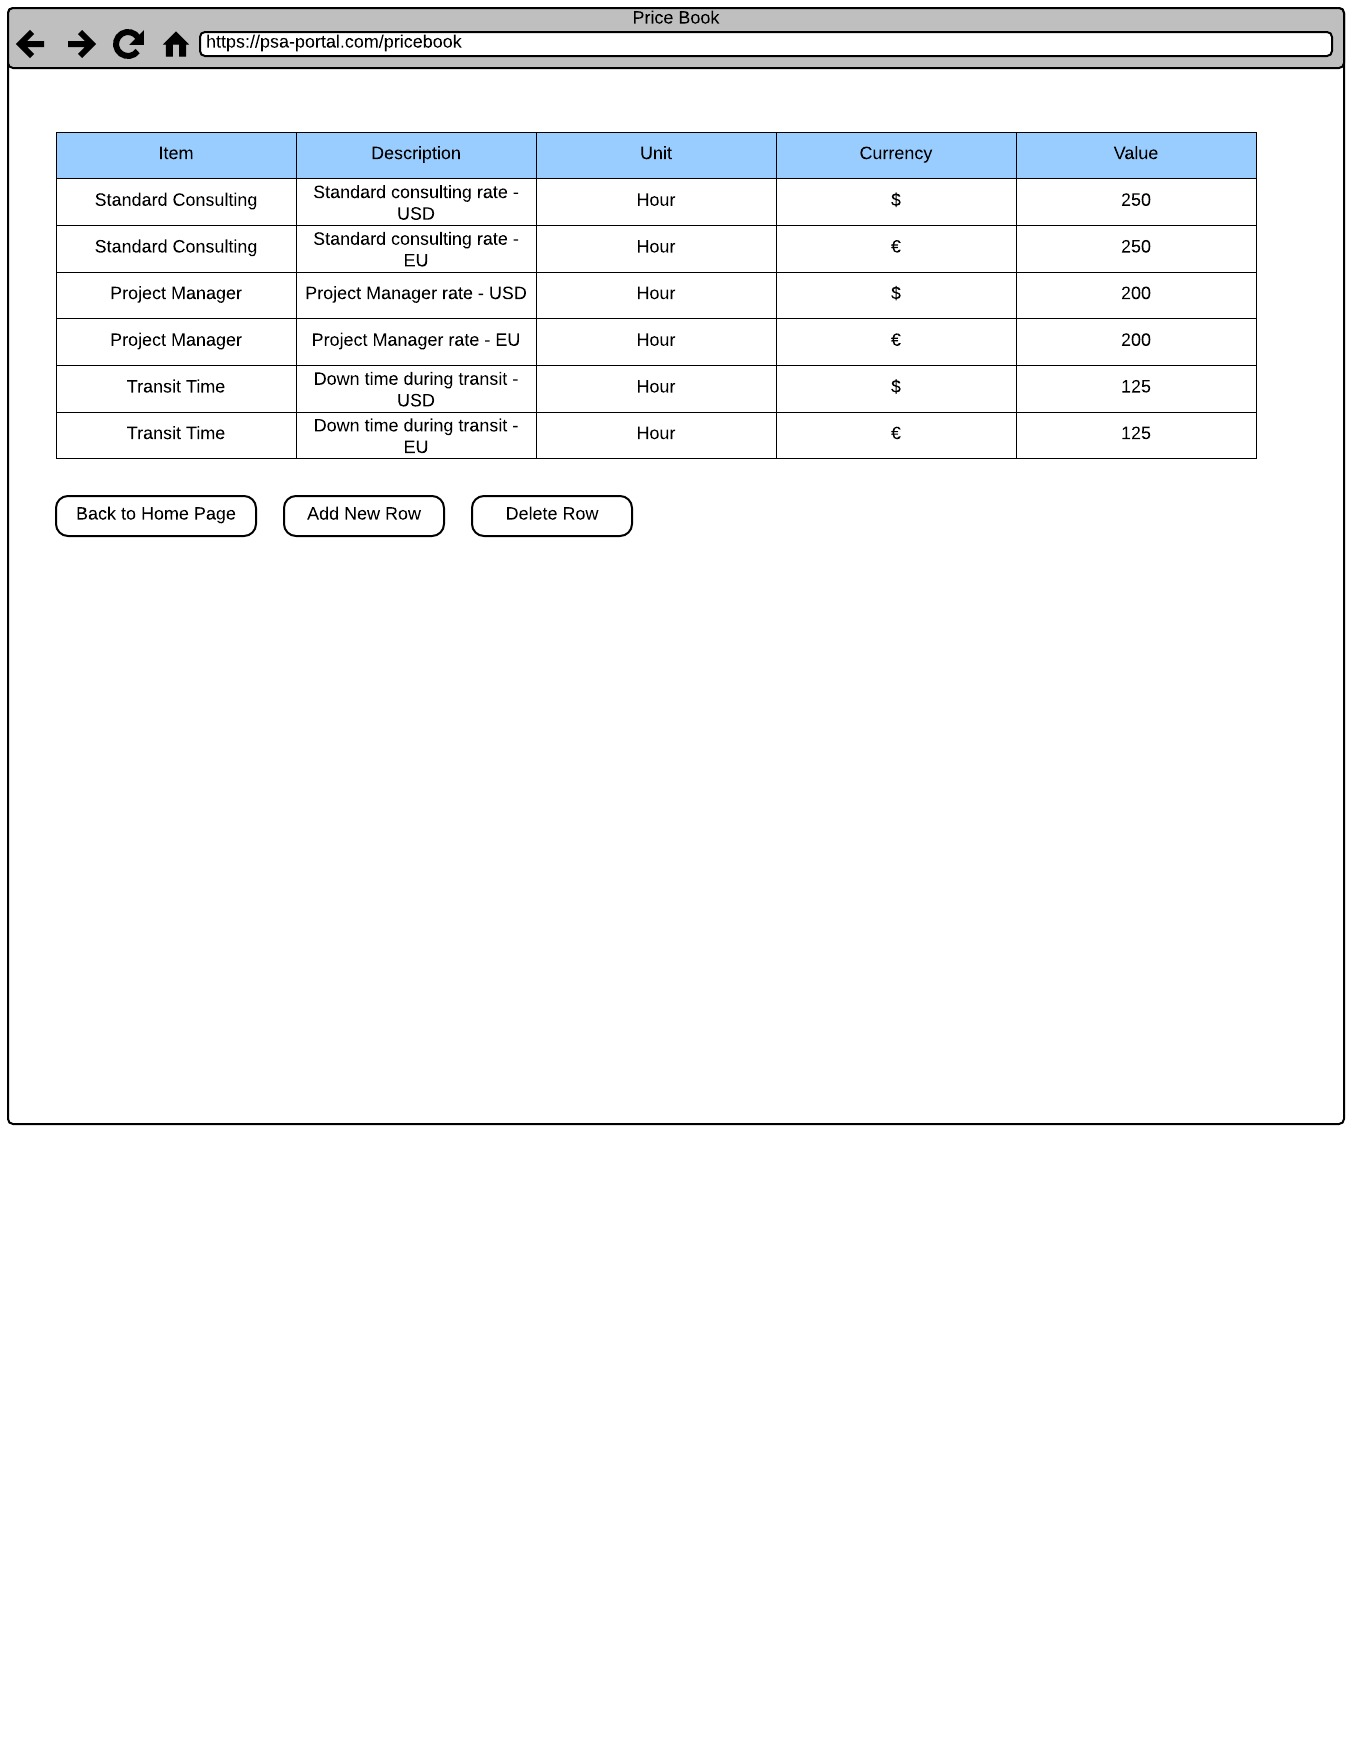 Price Book
https://psa-portal.com/pricebook
Item Description Unit Currency Value
Standard Consulting Standard consulting rate - USD Hour $ 250
Standard Consulting Standard consulting rate - EU Hour € 250
Project Manager Project Manager rate - USD Hour $ 200
Project Manager Project Manager rate - EU Hour € 200
Transit Time Down time during transit - USD Hour $ 125
Transit Time Down time during transit - EU Hour € 125
Back to Home Page Add New Row Delete Row